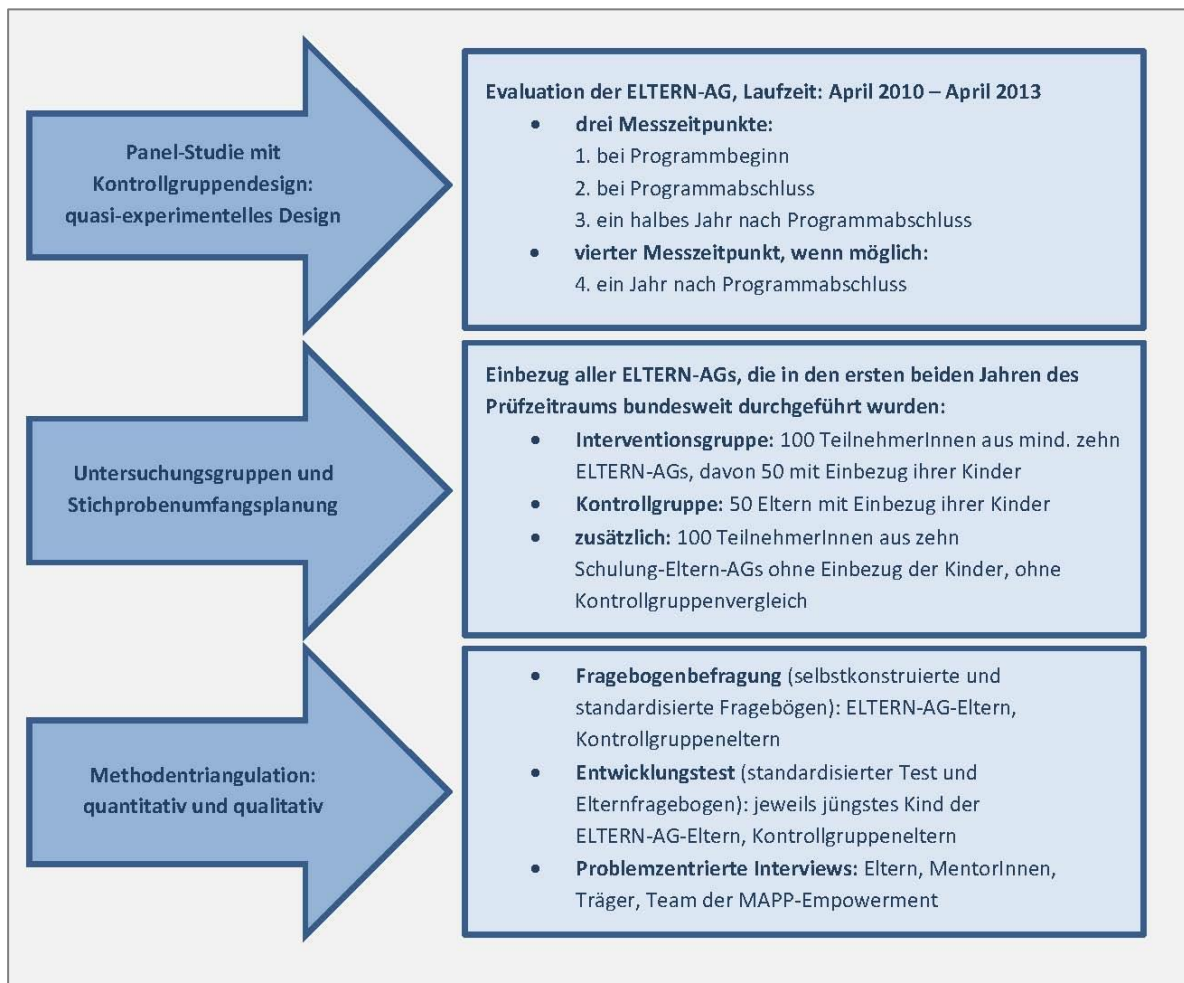 Panel-Studie mit
Kontrollgruppendesign:
quasi-experimentelles Design
Evaluation der ELTERN-AG, Laufzeit: April 2010 – April 2013
• drei Messzeitpunkte:
1. bei Programmbeginn
2. bei Programmabschluss
3. ein halbes Jahr nach Programmabschluss
• vierter Messzeitpunkt, wenn möglich:
4. ein Jahr nach Programmabschluss
Untersuchungsgruppen und
Stichprobenumfangsplanung
Einbezug aller ELTERN-AGs, die in den ersten beiden Jahren des
Prüfzeitraums bundesweit durchgeführt wurden:
• Interventionsgruppe: 100 TeilnehmerInnen aus mind. zehn
ELTERN-AGs, davon 50 mit Einbezug ihrer Kinder
• Kontrollgruppe: 50 Eltern mit Einbezug ihrer Kinder
• zusätzlich: 100 TeilnehmerInnen aus zehn
Schulung-Eltern-AGs ohne Einbezug der Kinder, ohne
Kontrollgruppenvergleich
Methodentriangulation:
quantitativ und qualitativ
• Fragebogenbefragung (selbstkonstruierte und
standardisierte Fragebögen): ELTERN-AG-Eltern,
Kontrollgruppeneltern
• Entwicklungstest (standardisierter Test und
Elternfragebogen): jeweils jüngstes Kind der
ELTERN-AG-Eltern, Kontrollgruppeneltern
• Problemzentrierte Interviews: Eltern, MentorInnen,
Träger, Team der MAPP-Empowerment